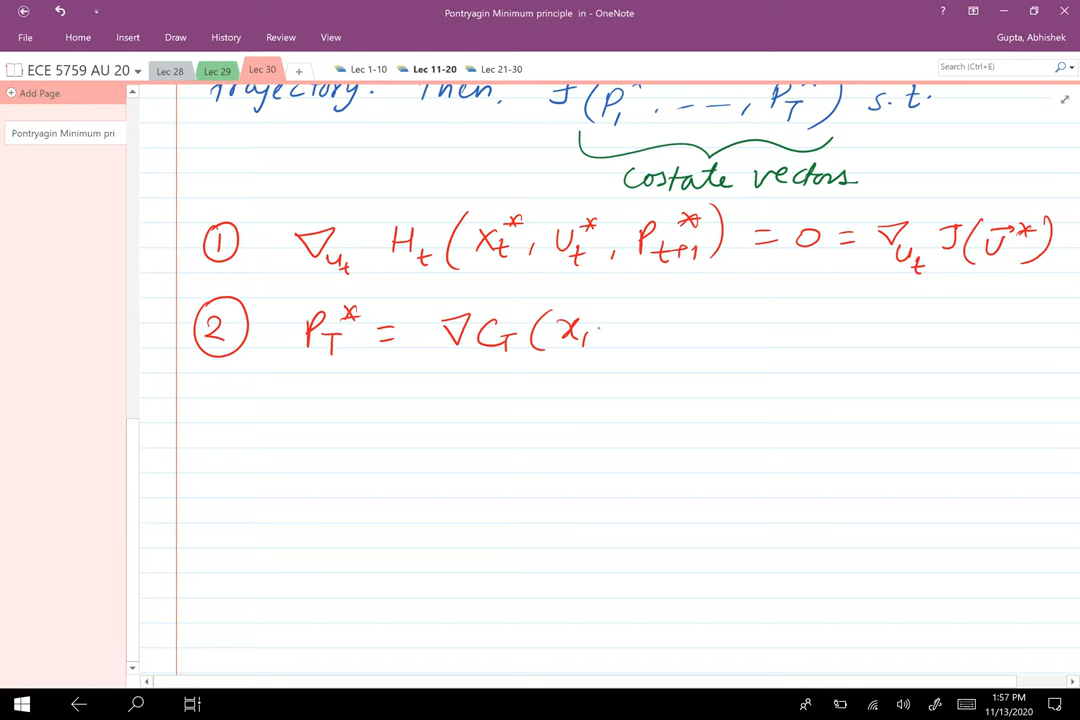 Pontryagin Minimum principle in - OneNote
File Home Insert Draw History Review View Gupta, Abhishek
ECE 5759 AU 20 Lec 28 Lec 29 Lec 30 Lec 1-10 Lec 11-20 Lec 21-30 Search (Ctrl+E)
Add Page
Pontryagin Minimum pri
Trajectory. Then, ∃ (P₁*, ..., P_T*) s.t.
costate vectors
① ∇_{u_t} H_t (x_t*, u_t*, P_{t+1}*) = 0 = ∇_{u_t} J(U⃗*)
② P_T* = ∇C_T (x
1:57 PM
11/13/2020